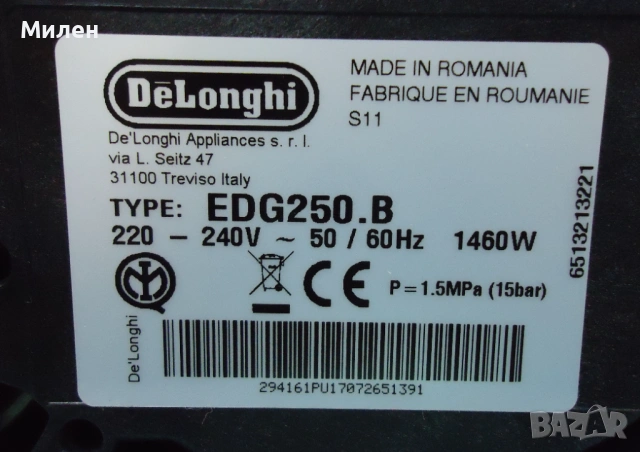 Милен
DeLonghi
De'Longhi Appliances s. r. l.
via L. Seitz 47
31100 Treviso Italy
MADE IN ROMANIA
FABRIQUE EN ROUMANIE
S11
TYPE: EDG250.B
220 - 240V ~ 50 / 60Hz 1460W
P = 1.5MPa (15bar)
6513213221
De'Longhi
294161PU17072651391
BAZAR